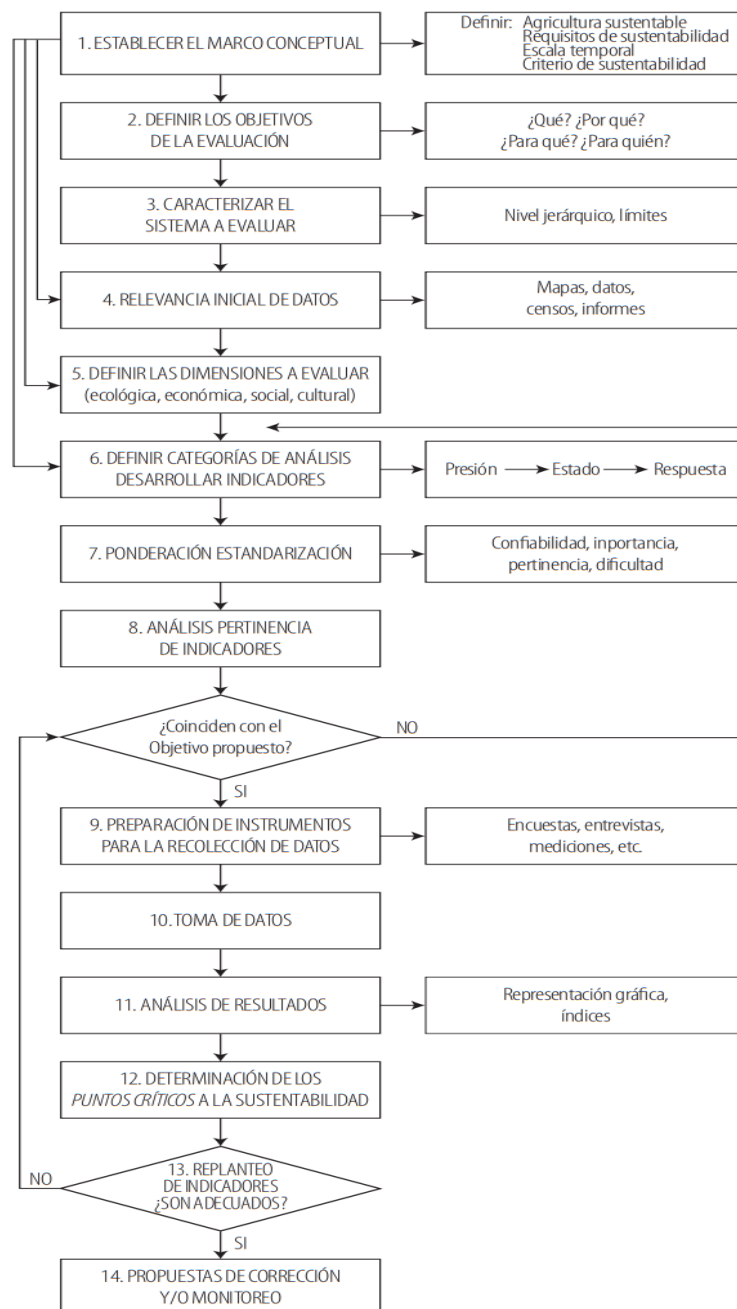 1. ESTABLECER EL MARCO CONCEPTUAL
Definir: Agricultura sustentable
Requisitos de sustentabilidad
Escala temporal
Criterio de sustentabilidad
2. DEFINIR LOS OBJETIVOS
DE LA EVALUACIÓN
¿Qué? ¿Por qué?
¿Para qué? ¿Para quién?
3. CARACTERIZAR EL
SISTEMA A EVALUAR
Nivel jerárquico, límites
4. RELEVANCIA INICIAL DE DATOS
Mapas, datos,
censos, informes
5. DEFINIR LAS DIMENSIONES A EVALUAR
(ecológica, económica, social, cultural)
6. DEFINIR CATEGORÍAS DE ANÁLISIS
DESARROLLAR INDICADORES
Presión Estado Respuesta
7. PONDERACIÓN ESTANDARIZACIÓN
Confiabilidad, inportancia,
pertinencia, dificultad
8. ANÁLISIS PERTINENCIA
DE INDICADORES
¿Coinciden con el
Objetivo propuesto?
NO
SI
9. PREPARACIÓN DE INSTRUMENTOS
PARA LA RECOLECCIÓN DE DATOS
Encuestas, entrevistas,
mediciones, etc.
10. TOMA DE DATOS
11. ANÁLISIS DE RESULTADOS
Representación gráfica,
índices
12. DETERMINACIÓN DE LOS
PUNTOS CRÍTICOS A LA SUSTENTABILIDAD
NO
13. REPLANTEO
DE INDICADORES
¿SON ADECUADOS?
SI
14. PROPUESTAS DE CORRECCIÓN
Y/O MONITOREO